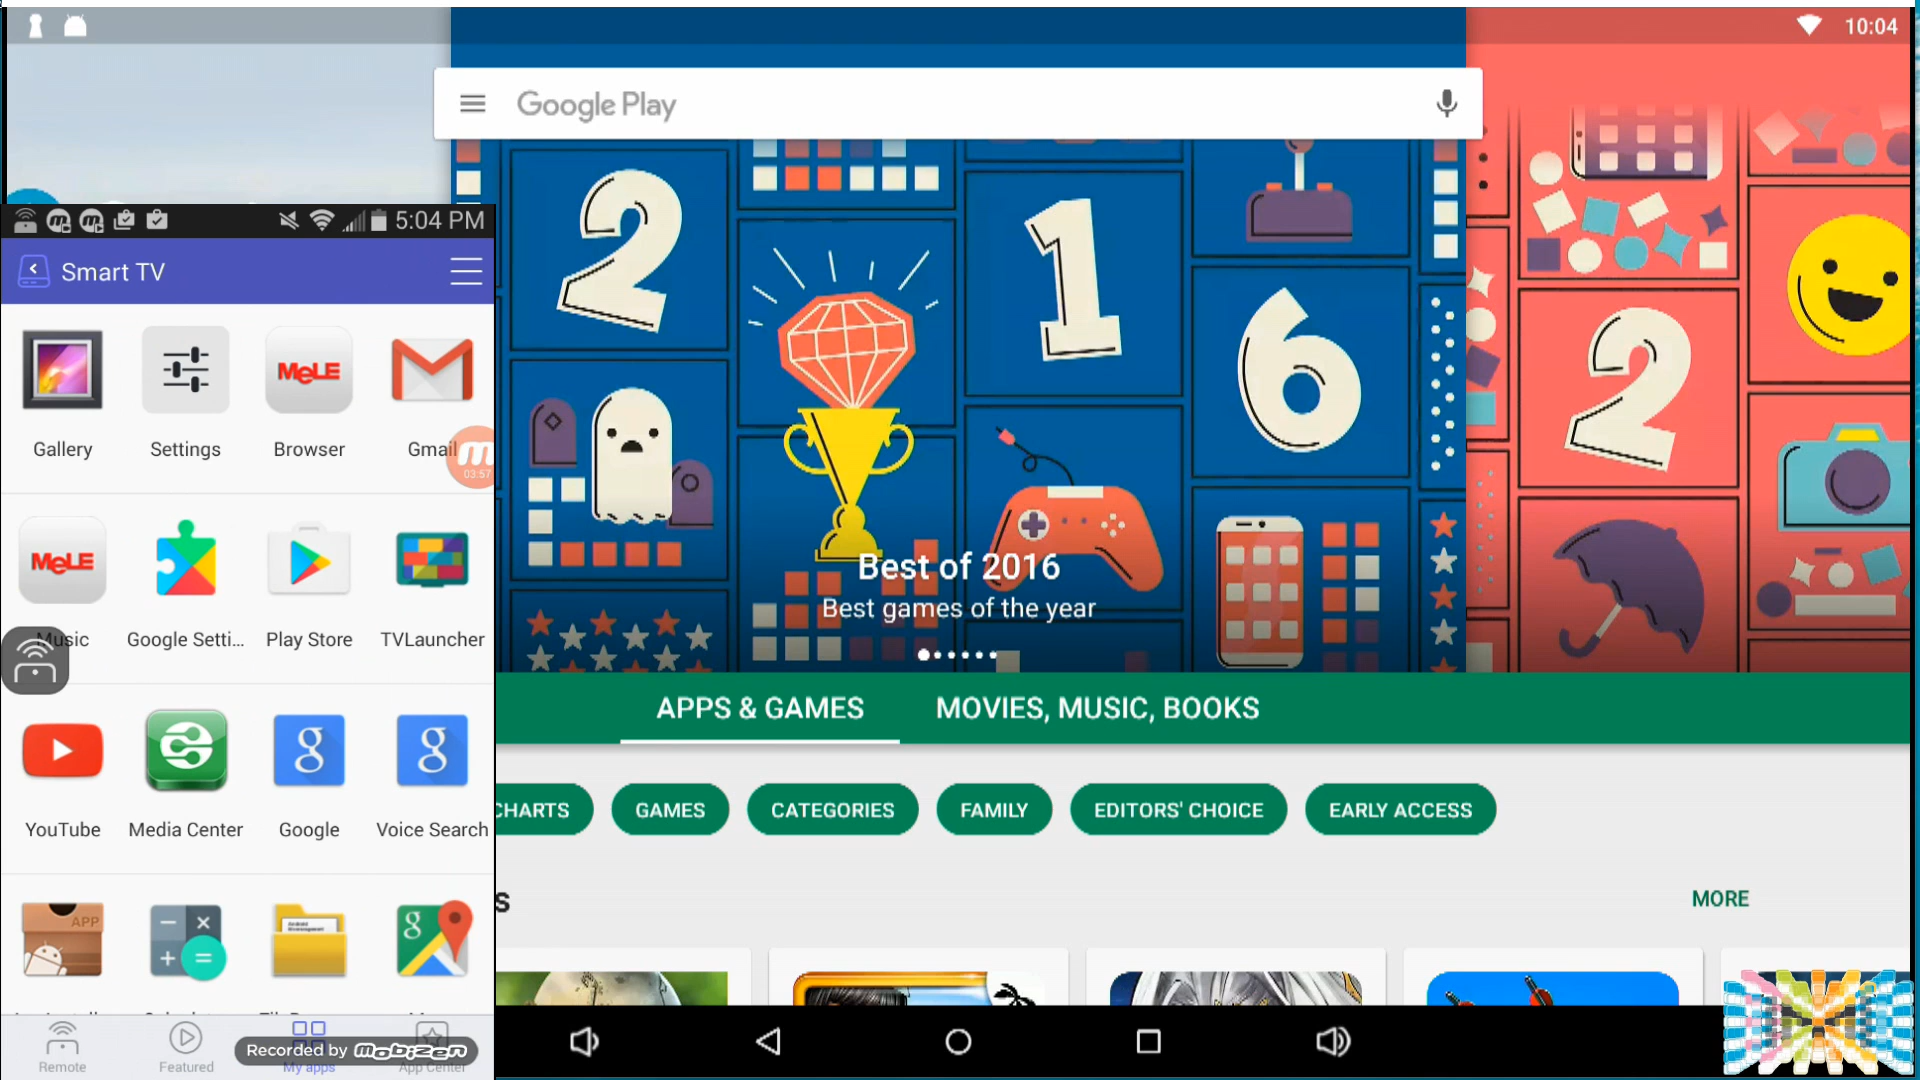 10:04
Google Play
2
1
6
2
Best of 2016
Best games of the year
APPS & GAMES
MOVIES, MUSIC, BOOKS
CHARTS
GAMES
CATEGORIES
FAMILY
EDITORS' CHOICE
EARLY ACCESS
MORE
5:04 PM
Smart TV
MeLE
Gallery
Settings
Browser
Gmail
03:57
MeLE
Music
Google Setti...
Play Store
TVLauncher
YouTube
Media Center
Google
Voice Search
APP
Remote
Featured
My apps
App Center
Recorded by mobizen